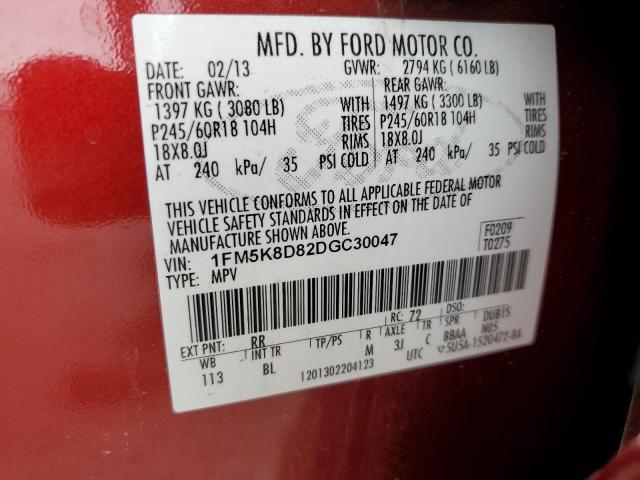 MFD. BY FORD MOTOR CO.
DATE: 02/13 GVWR: 2794 KG ( 6160 LB)
FRONT GAWR: REAR GAWR:
1397 KG ( 3080 LB) WITH 1497 KG ( 3300 LB) WITH
P245/60R18 104H TIRES P245/60R18 104H TIRES
18X8.0J RIMS 18X8.0J RIMS
AT 240 kPa/ 35 PSI COLD AT 240 kPa/ 35 PSI COLD
THIS VEHICLE CONFORMS TO ALL APPLICABLE FEDERAL MOTOR
VEHICLE SAFETY STANDARDS IN EFFECT ON THE DATE OF
MANUFACTURE SHOWN ABOVE.
F0209
T0275
VIN: 1FM5K8D82DGC30047
TYPE: MPV
EXT PNT: RR RC: 72 DSO:
WB INT TR TP/PS R AXLE TR SPR DUB15
113 BL M 3J C BBAA N05
1201302204123 UTC 5U5A-1520472-BA